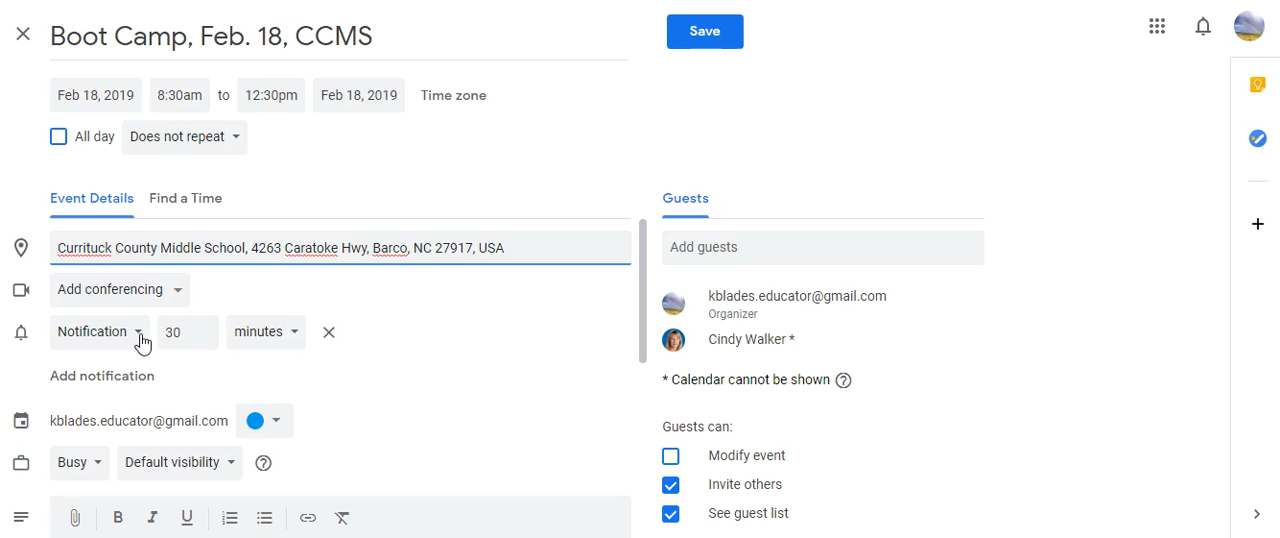 Boot Camp, Feb. 18, CCMS
Save
Feb 18, 2019 8:30am to 12:30pm Feb 18, 2019 Time zone
All day Does not repeat
Event Details Find a Time
Guests
Currituck County Middle School, 4263 Caratoke Hwy, Barco, NC 27917, USA
Add guests
Add conferencing
kblades.educator@gmail.com
Organizer
Notification 30 minutes
Cindy Walker *
Add notification
* Calendar cannot be shown
kblades.educator@gmail.com
Guests can:
Modify event
Busy Default visibility
Invite others
See guest list
B I U